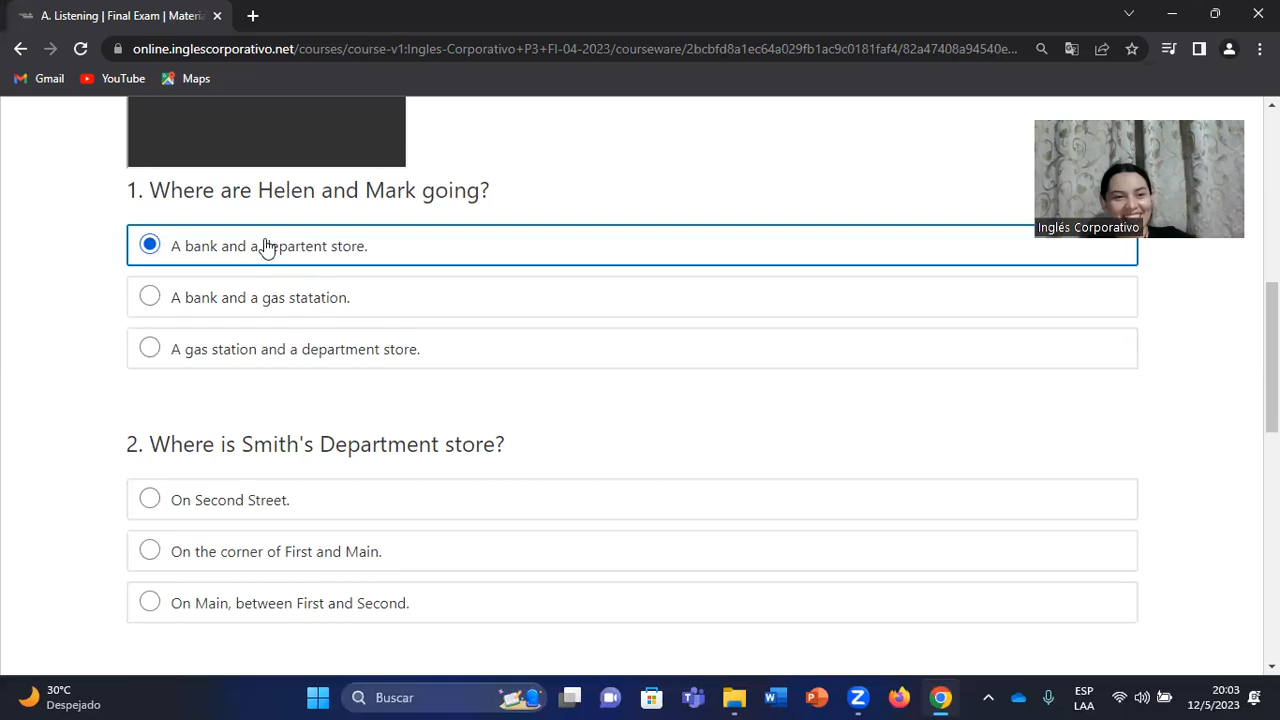 A. Listening | Final Exam | Materia
online.inglescorporativo.net/courses/course-v1:Ingles-Corporativo+P3+FI-04-2023/courseware/2bcbfd8a1ec64a029fb1ac9c0181faf4/82a47408a94540e...
Gmail YouTube Maps
1. Where are Helen and Mark going?
Inglés Corporativo
A bank and a departent store.
A bank and a gas statation.
A gas station and a department store.
2. Where is Smith's Department store?
On Second Street.
On the corner of First and Main.
On Main, between First and Second.
30°C
Despejado
Buscar
ESP
LAA
20:03
12/5/2023